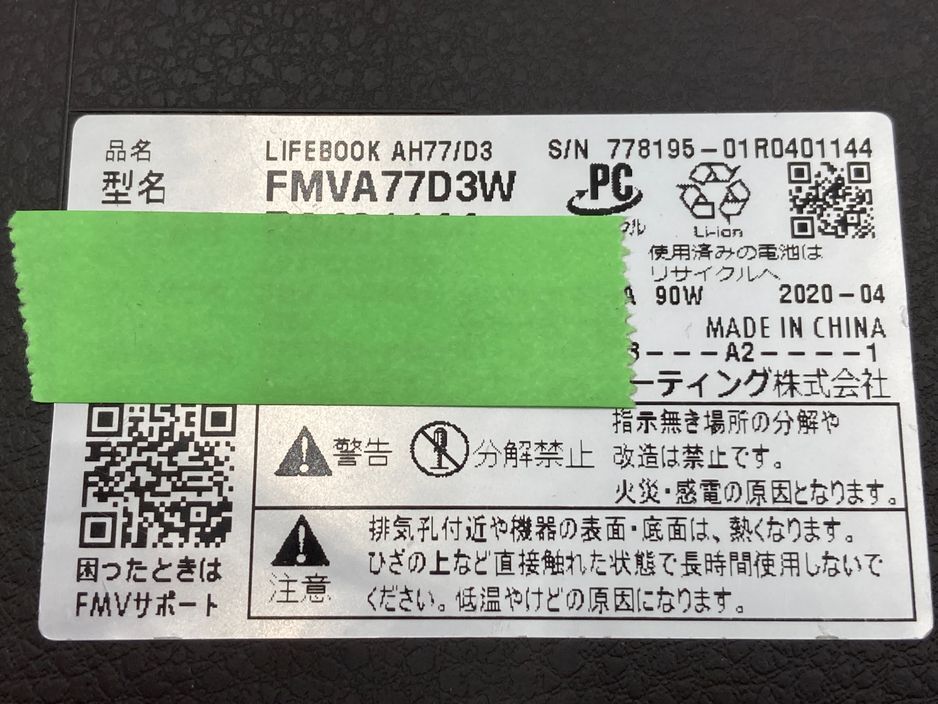 品名 LIFEBOOK AH77/D3 S/N 778195-01R0401144
型名 FMVA77D3W
PC
Li-ion
使用済みの電池は
リサイクルへ
A 90W 2020-04
MADE IN CHINA
3---A2----1
ーティング株式会社
警告 分解禁止
指示無き場所の分解や
改造は禁止です。
火災・感電の原因となります。
注意
排気孔付近や機器の表面・底面は、熱くなります。
ひざの上など直接触れた状態で長時間使用しないで
ください。低温やけどの原因になります。
困ったときは
FMVサポート